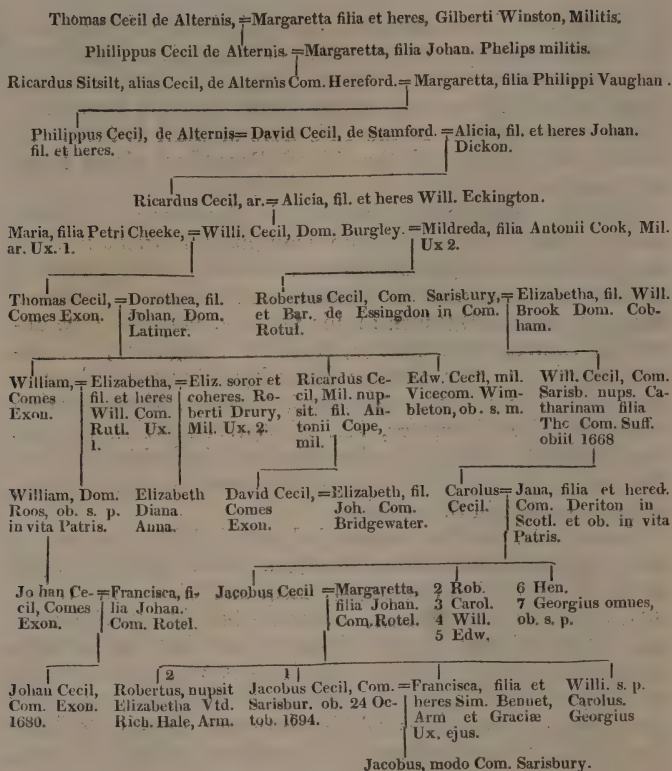 Thomas Cecil de Alternis, =Margaretta filia et heres, Gilberti Winston, Militis.
Philippus Cecil de Alternis. = Margaretta, filia Johan. Phelips militis.
Ricardus Sitsilt, alias Cecil, de Alternis Com. Hereford. = Margaretta, filia Philippi Vaughan.
Philippus Cecil, de Alternis= David Cecil, de Stamford. = Alicia, fil. et heres Johan.
fil. et heres.
Dickon.
Ricardus Cecil, ar. = Alicia, fil. et heres Will. Eckington.
Maria, filia Petri Cheeke, = Willi. Cecil, Dom. Burgley. = Mildreda, filia Antonii Cook, Mil.
ar. Ux. 1.
Ux 2.
Thomas Cecil, =Dorothea, fil.
Comes Exon. Johan, Dom.
Latimer.
Robertus Cecil, Com. Sarisbury, =
et Bar. de Essingdon in Com.
Rotul.
Elizabetha, fil. Will.
Brook Dom. Cob-
ham.
William, =
Comes
Exon.
Elizabetha, =
fil. et heres
Will. Com.
Rutl. Ux.
1.
Eliz. soror et
coheres. Ro-
berti Drury,
Mil. Ux. 2.
Ricardus Ce-
cil, Mil. nup-
sit. fil. An-
tonii Cope,
mil.
Edw. Cecil, mil.
Vicecom. Wim-
bleton, ob. s. m.
Will. Cecil, Com.
Sarisb. nups. Ca-
tharinam filia
The Com. Suff.
obiit 1668
William, Dom.
Roos, ob. s. p.
in vita Patris.
Elizabeth
Diana
Anna.
David Cecil, =
Comes
Exon.
Elizabeth, fil.
Joh. Com.
Bridgewater.
Carolus=
Cecil.
Jana, filia et hered.
Com. Deriton in
Scotl. et ob. in vita
Patris.
Jo han Ce-
cil, Comes
Exon.
=Francisca, fi-
lia Johan.
Com. Rotel.
Jacobus Cecil =
Margaretta,
filia Johan.
Com. Rotel.
2 Rob.
3 Carol.
4 Will.
5 Edw.
6 Hen.
7 Georgius omnes,
ob. s. p.
Johan Cecil,
Com. Exon.
1680.
2
Robertus, nupsit
Elizabetha Vtd.
Rich. Hale, Arm.
1
Jacobus Cecil, Com. =
Sarisbur. ob. 24 Oc-
tob. 1694.
Francisca, filia et
heres Sim. Bennet,
Arm et Graciæ
Ux. ejus.
Willi. s. p.
Carolus.
Georgius
Jacobus, modo Com. Sarisbury.